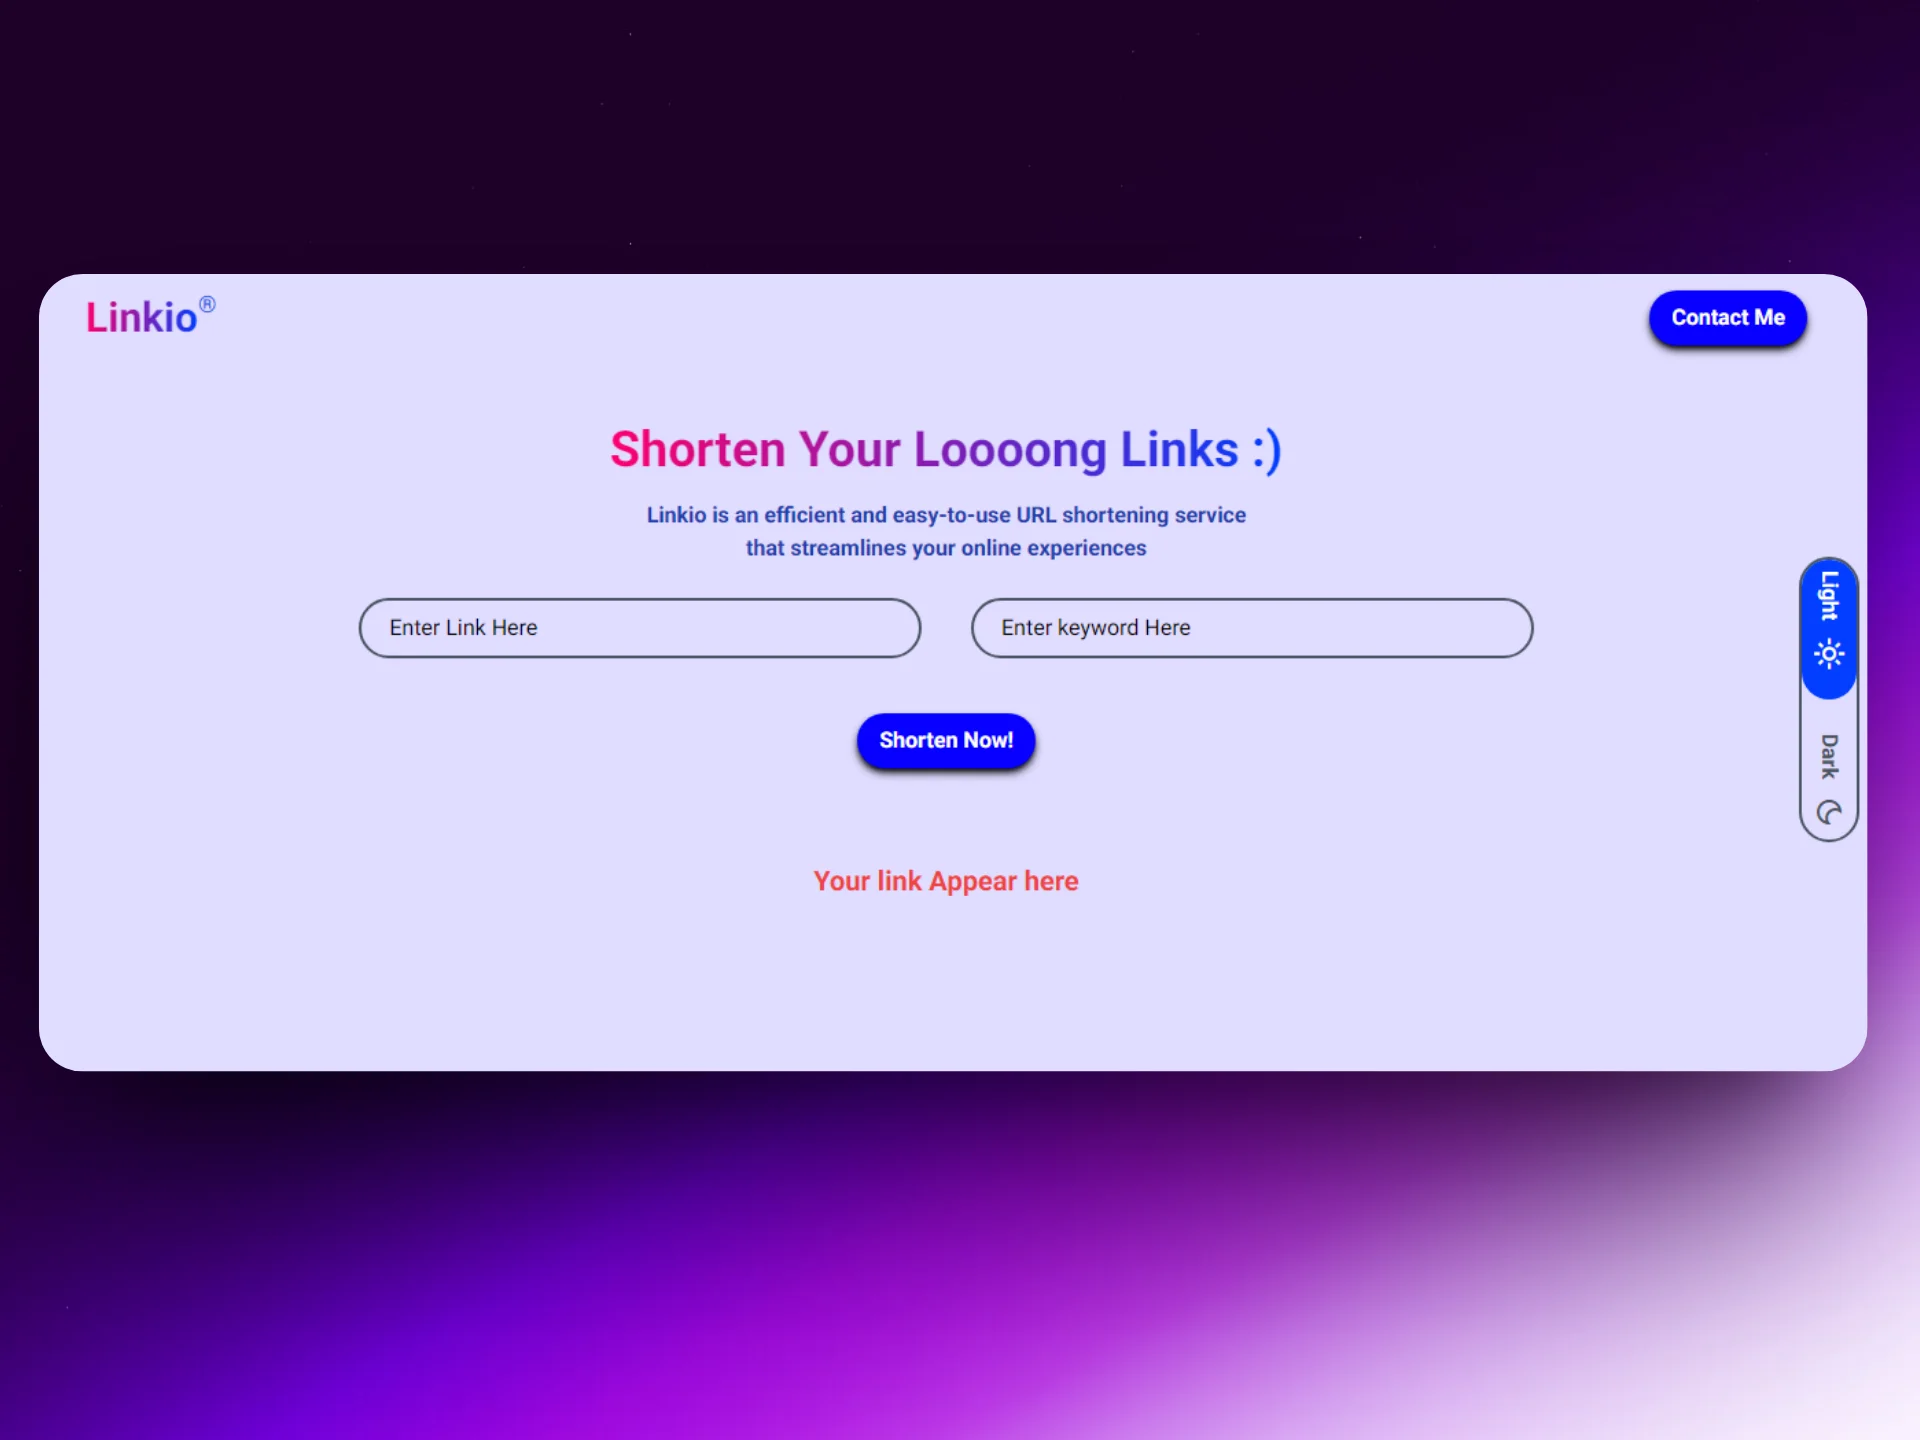 Linkio®
Contact Me
Shorten Your Loooong Links :)
Linkio is an efficient and easy-to-use URL shortening service
that streamlines your online experiences
Enter Link Here
Enter keyword Here
Light
Shorten Now!
Dark
Your link Appear here